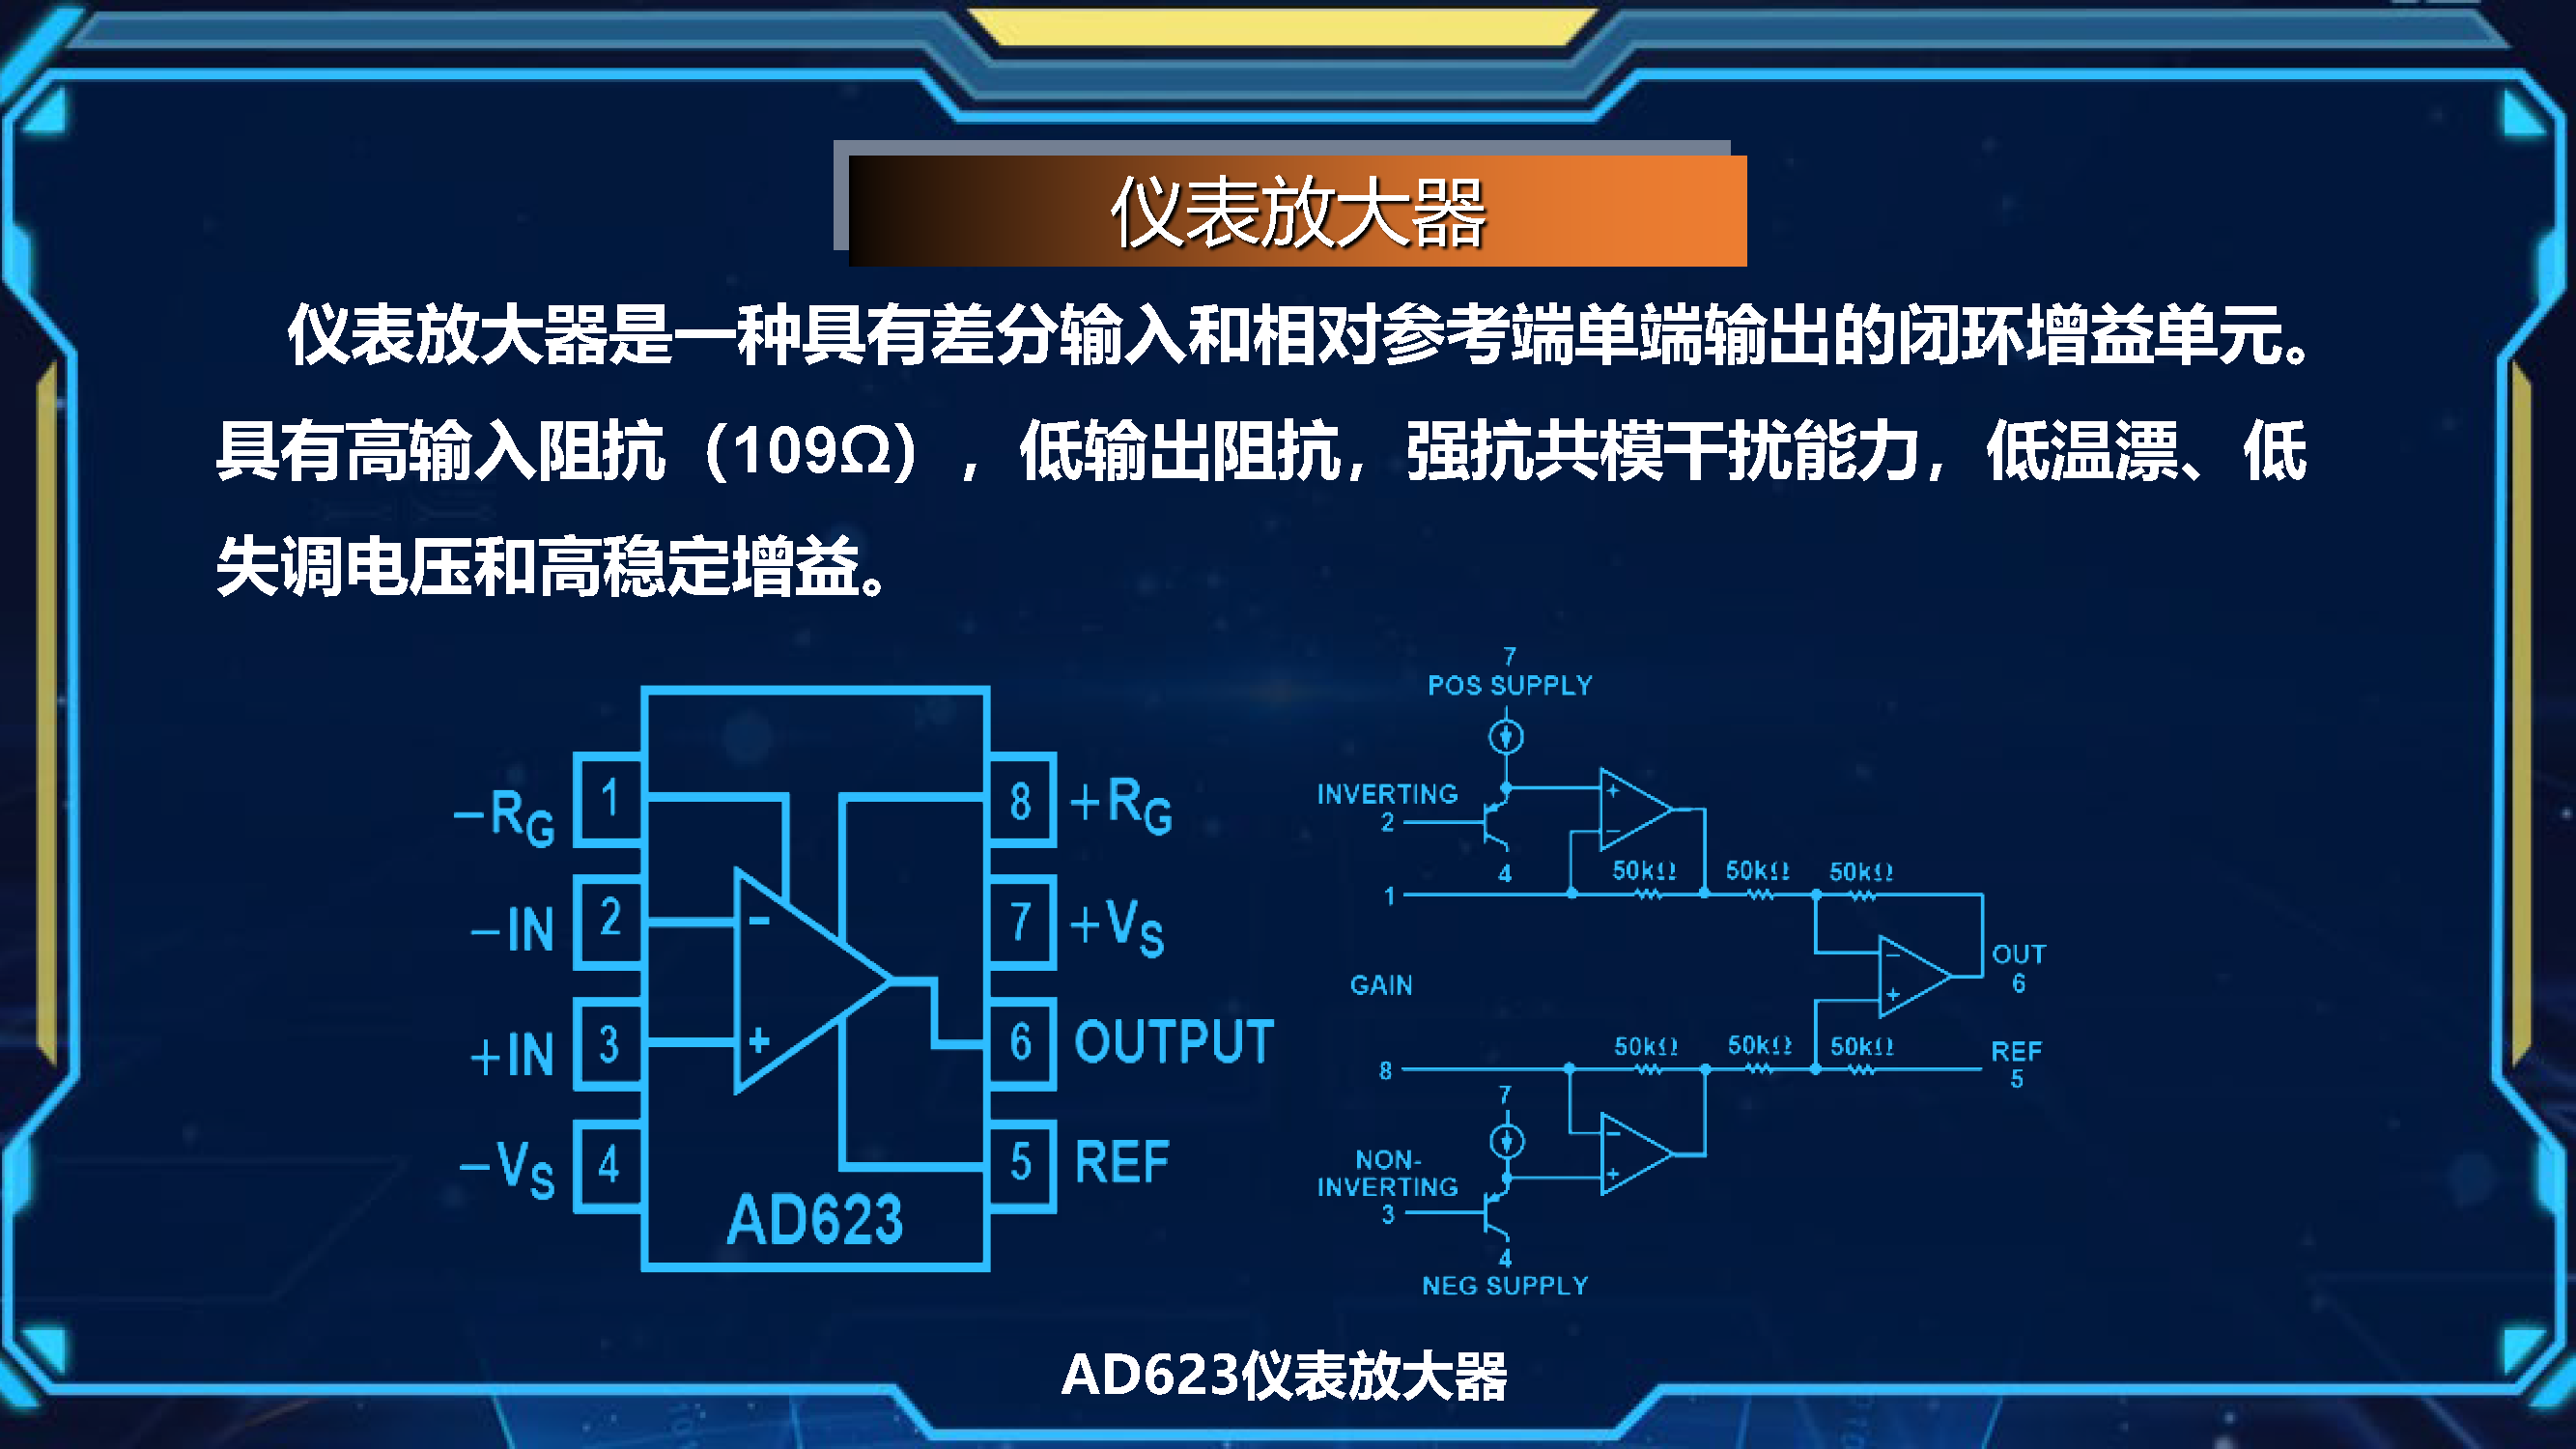 仪表放大器
仪表放大器是一种具有差分输入和相对参考端单端输出的闭环增益单元。
具有高输入阻抗（109Ω），低输出阻抗，强抗共模干扰能力，低温漂、低
失调电压和高稳定增益。
−RG 1
−IN 2
+IN 3
−VS 4
8 +RG
7 +VS
6 OUTPUT
5 REF
−
+
AD623
7
POS SUPPLY
INVERTING
2
+
−
4
50kΩ 50kΩ 50kΩ
1
−
+
OUT
6
GAIN
50kΩ 50kΩ 50kΩ
REF
5
8
7
−
+
NON-
INVERTING
3
4
NEG SUPPLY
AD623仪表放大器